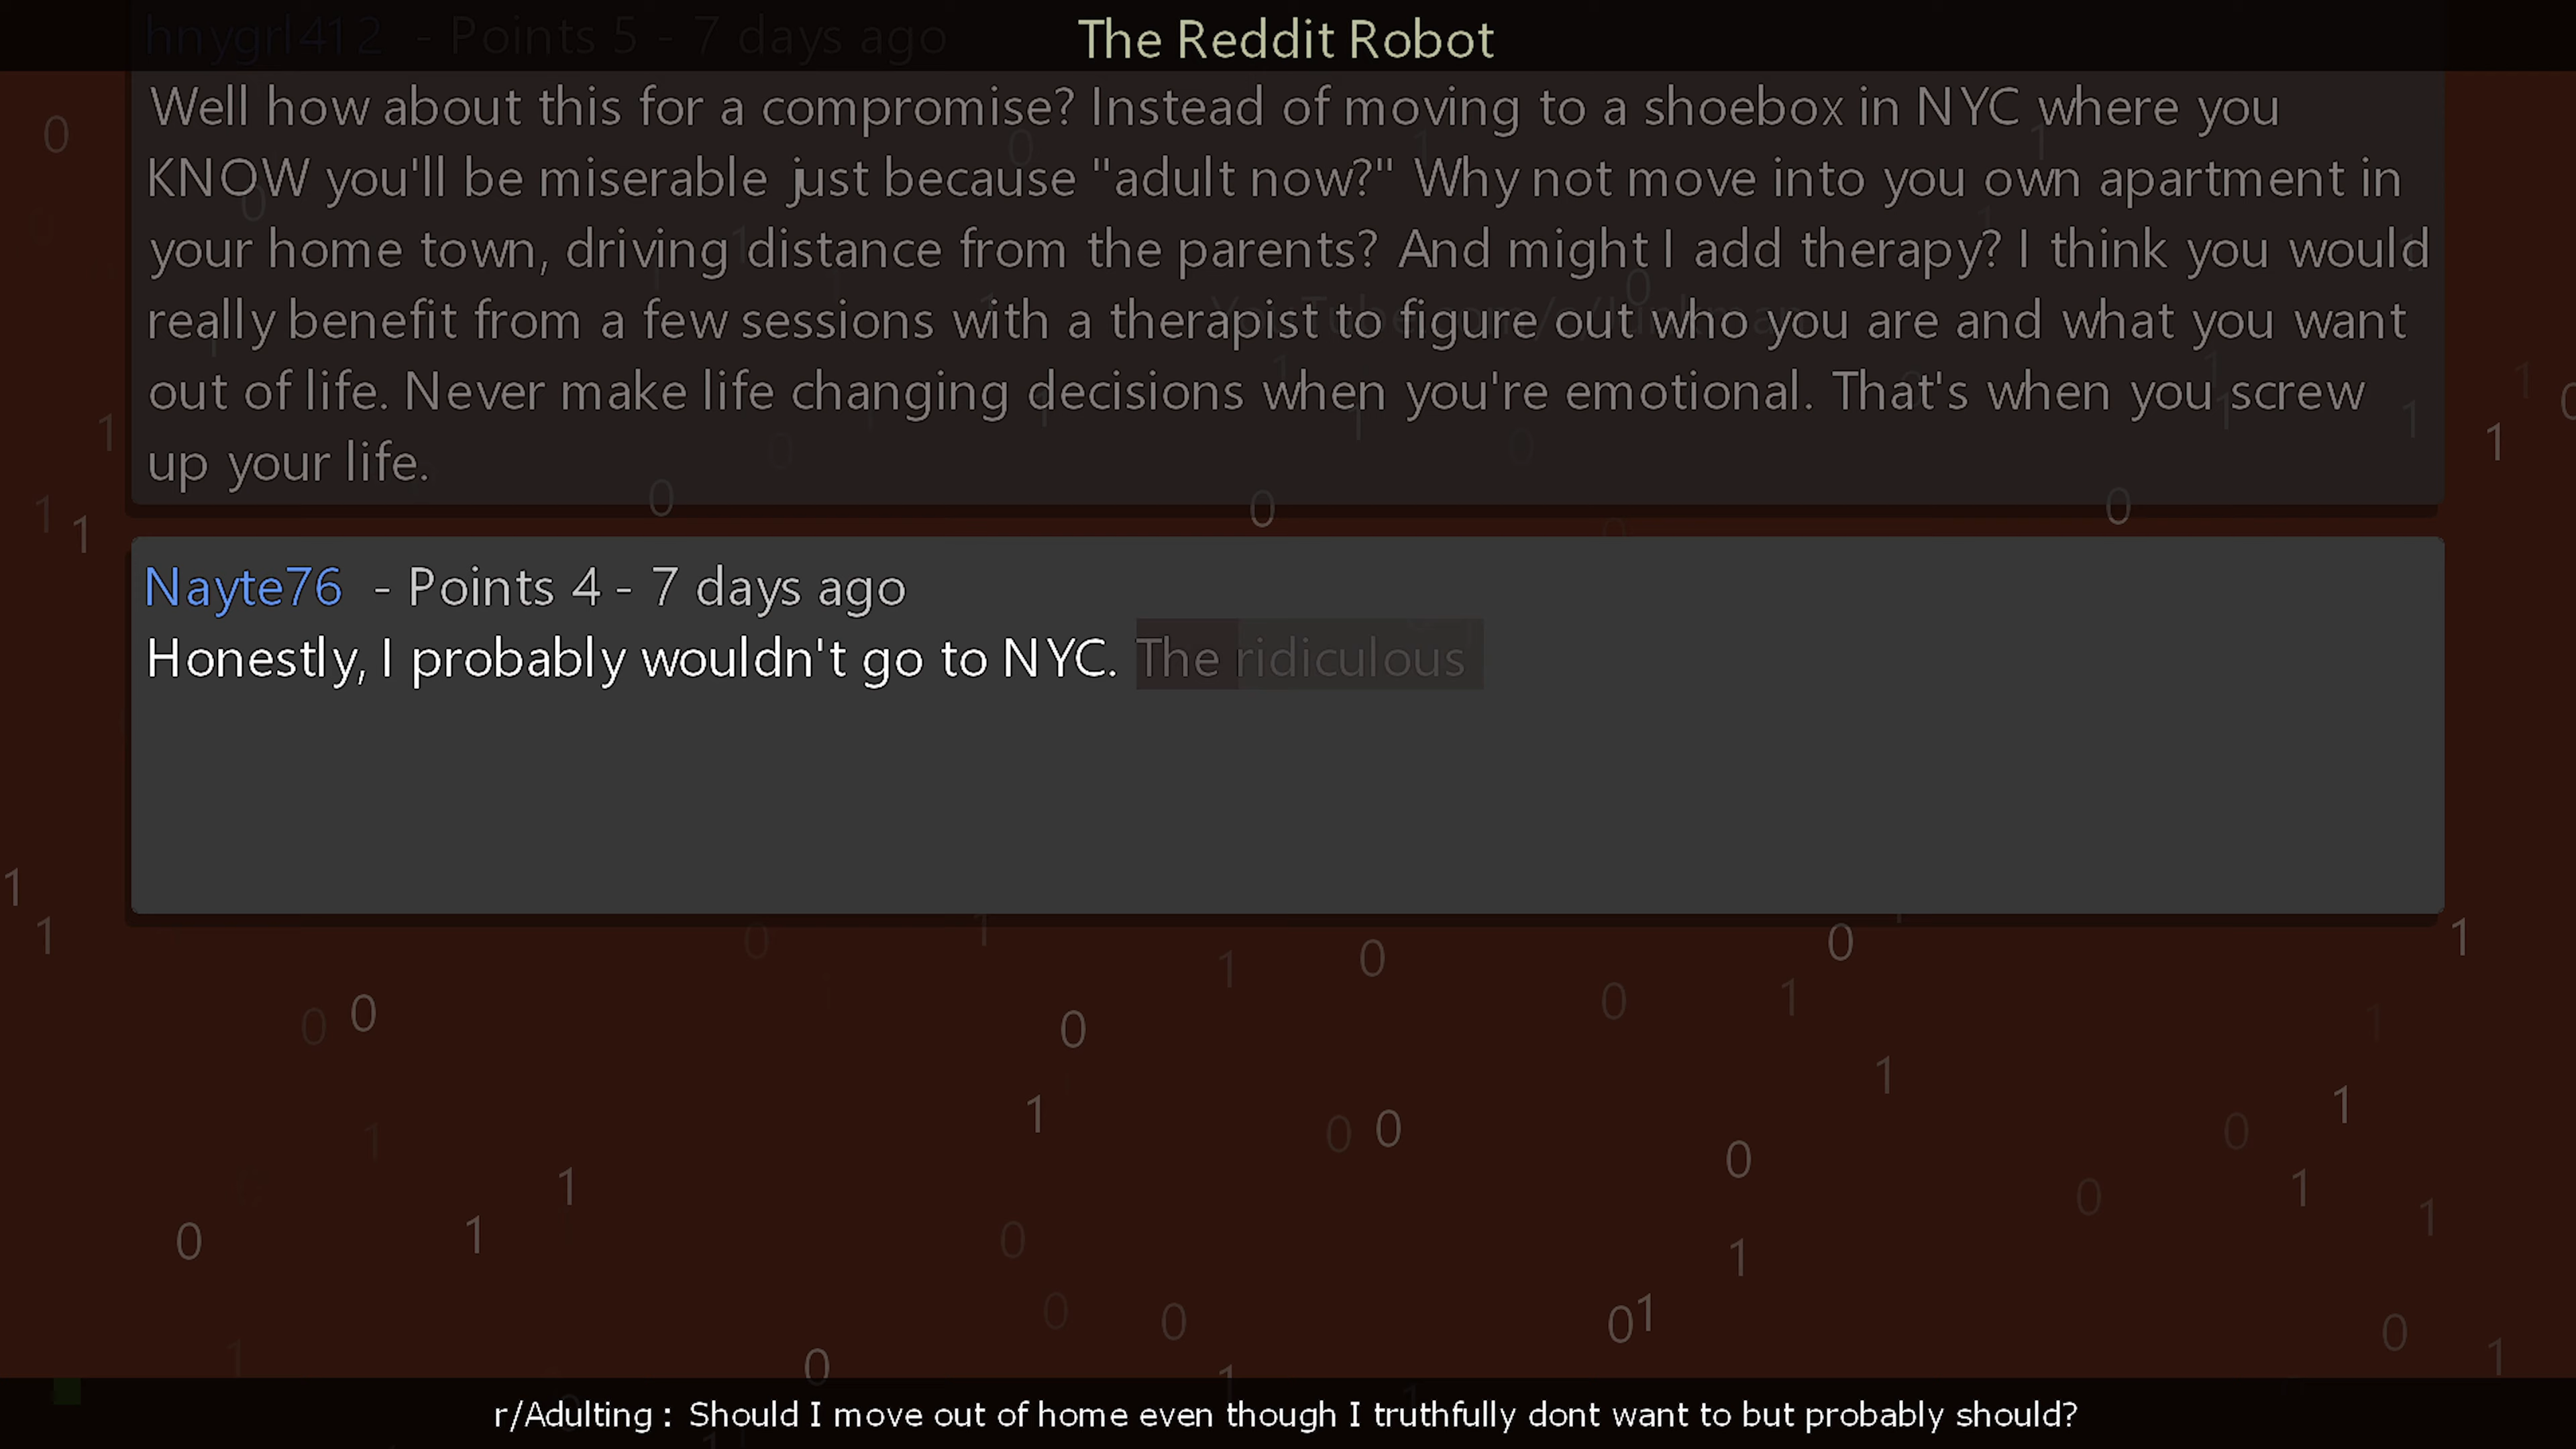 hnygrl412 - Points 5 - 7 days ago
The Reddit Robot
Well how about this for a compromise? Instead of moving to a shoebox in NYC where you
KNOW you'll be miserable just because "adult now?" Why not move into you own apartment in
your home town, driving distance from the parents? And might I add therapy? I think you would
really benefit from a few sessions with a therapist to figure out who you are and what you want
out of life. Never make life changing decisions when you're emotional. That's when you screw
up your life.
Nayte76 - Points 4 - 7 days ago
Honestly, I probably wouldn't go to NYC. The ridiculous
r/Adulting : Should I move out of home even though I truthfully dont want to but probably should?